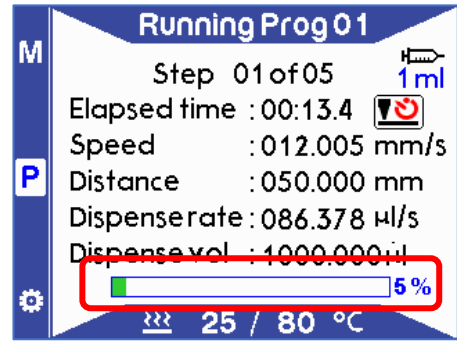 Running Prog 01
M
Step 01 of 05
1 ml
Elapsed time : 00:13.4
Speed : 012.005 mm/s
P
Distance : 050.000 mm
Dispense rate : 086.378 µl/s
Dispense vol : 1000.000 µl
5 %
25 / 80 °C